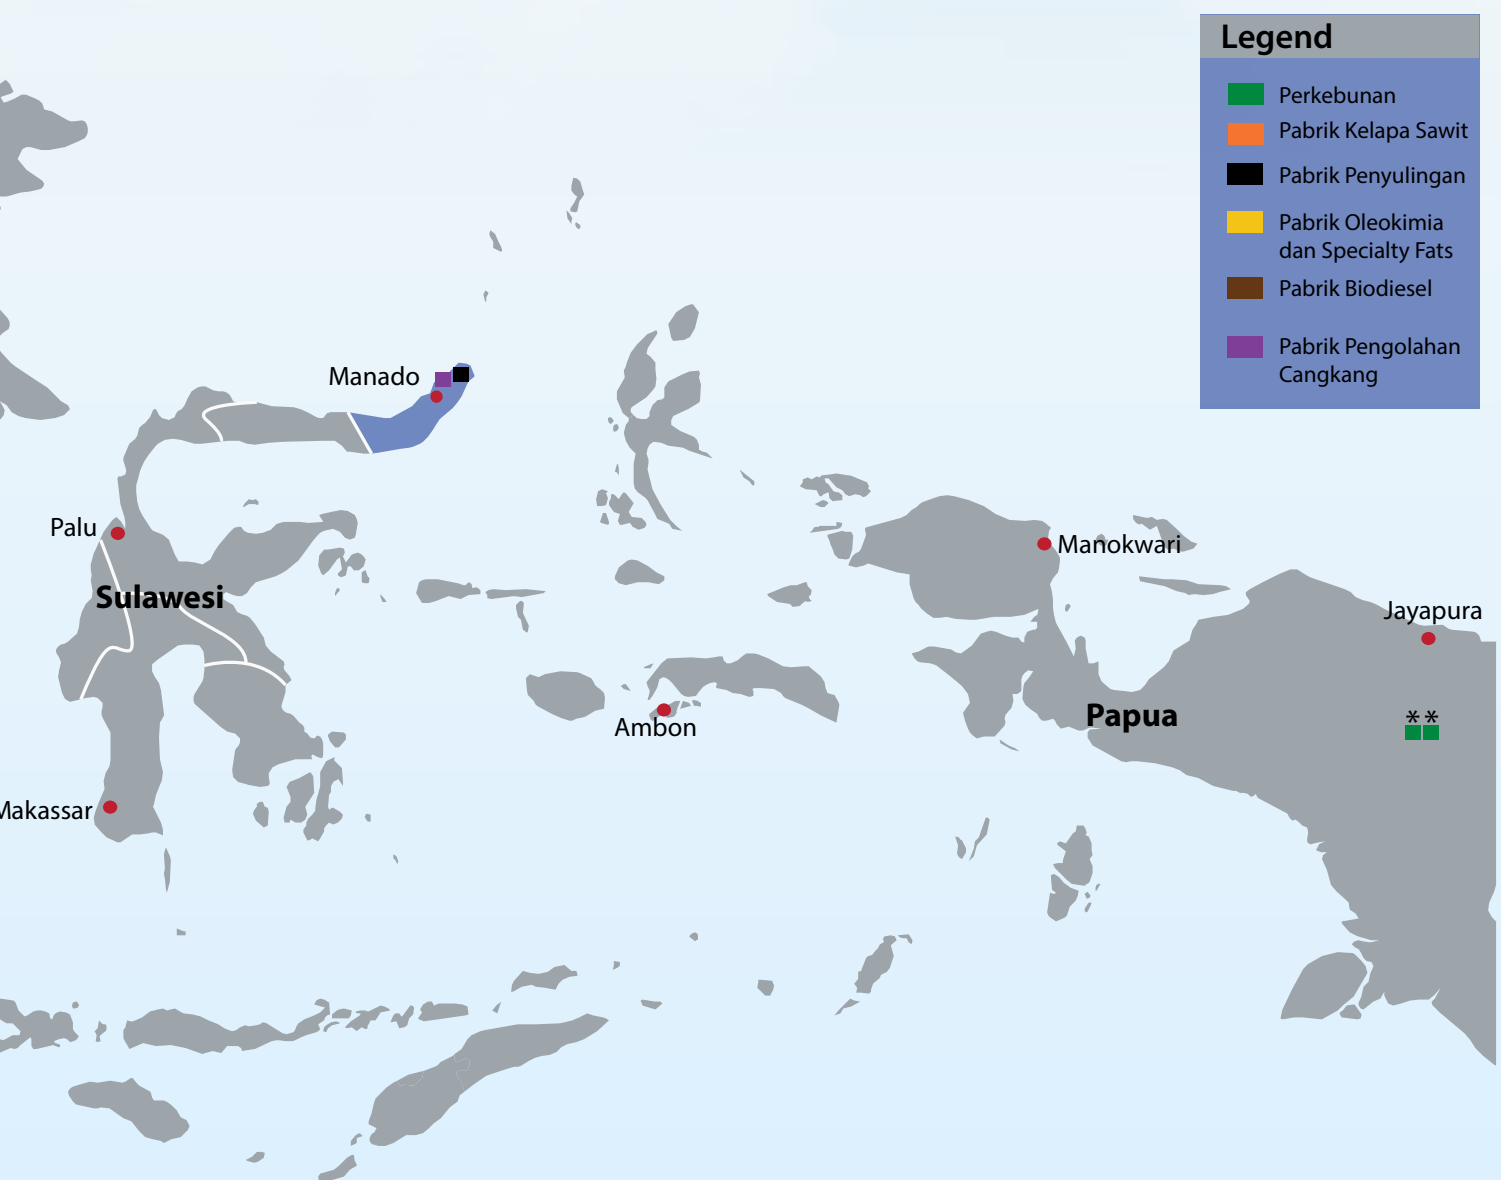 Legend
Perkebunan
Pabrik Kelapa Sawit
Pabrik Penyulingan
Pabrik Oleokimia
dan Specialty Fats
Pabrik Biodiesel
Pabrik Pengolahan
Cangkang
Manado
Palu
Manokwari
Sulawesi
Jayapura
Papua
**
Ambon
Makassar